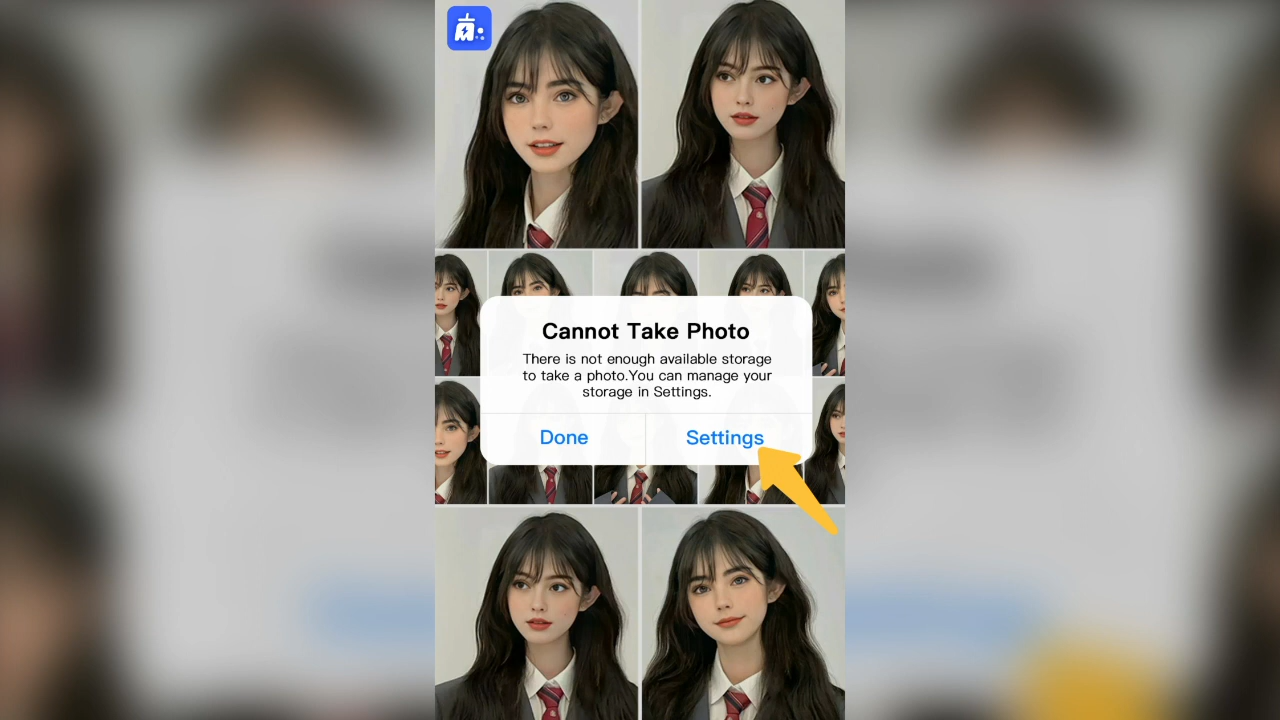 Cannot Take Photo
There is not enough available storage
to take a photo.You can manage your
storage in Settings.
Done
Settings